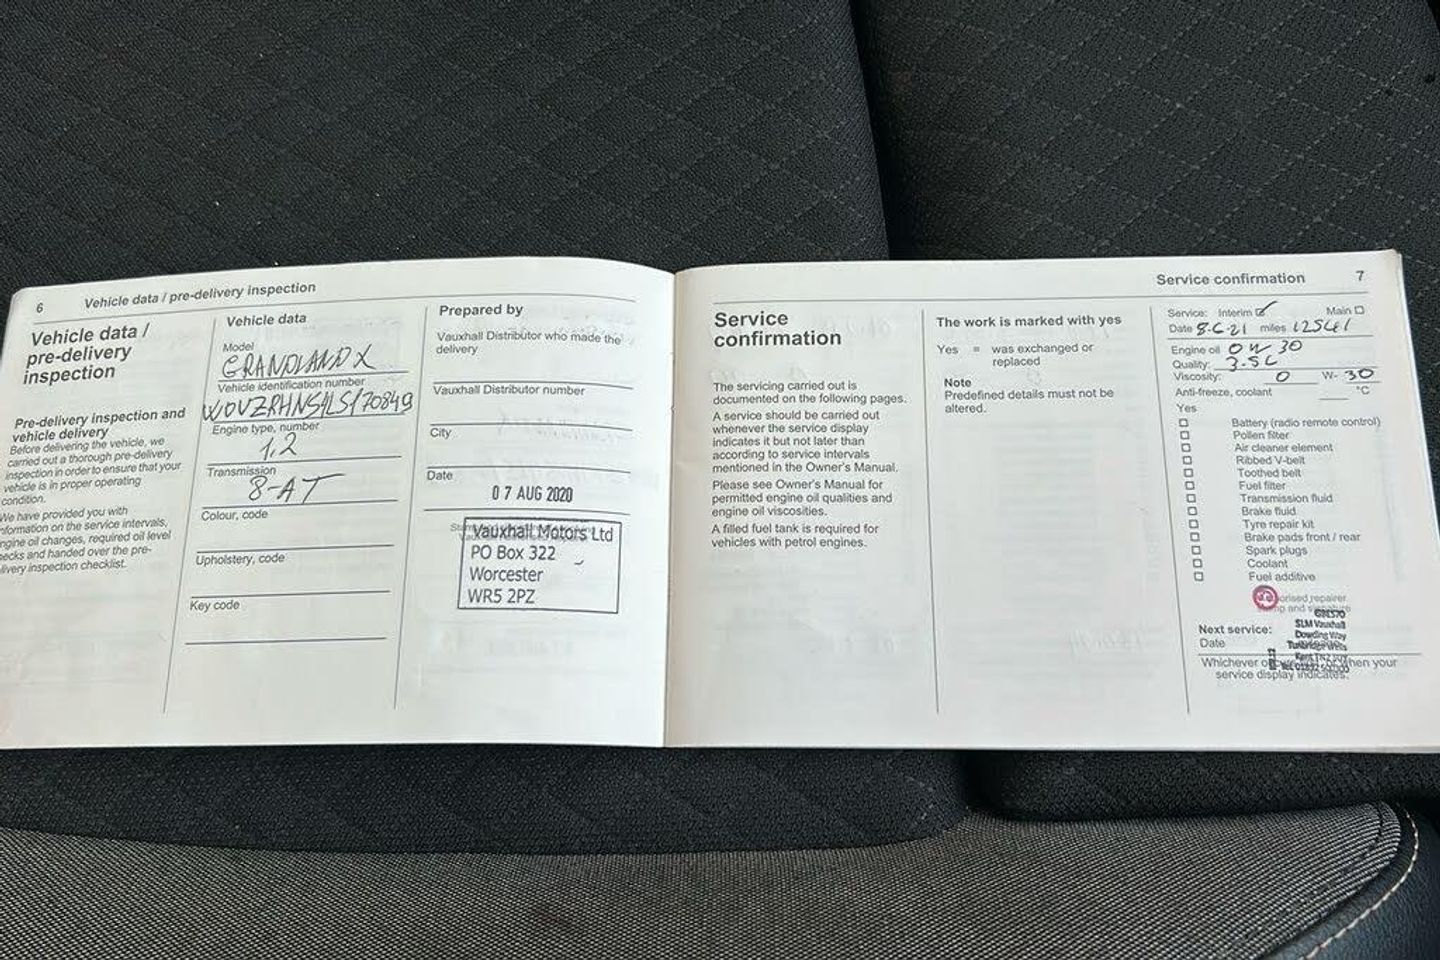 6 Vehicle data / pre-delivery inspection
Vehicle data /
pre-delivery
inspection
Pre-delivery inspection and
vehicle delivery
Before delivering the vehicle, we
carried out a thorough pre-delivery
inspection in order to ensure that your
vehicle is in proper operating
condition.
We have provided you with
information on the service intervals,
engine oil changes, required oil level
checks and handed over the pre-
delivery inspection checklist.
Vehicle data
Model
GRANDLAND X
Vehicle identification number
Engine type, number
1,2
Transmission
8-AT
Colour, code
Upholstery, code
Key code
Prepared by
Vauxhall Distributor who made the
delivery
Vauxhall Distributor number
City
Date
07 AUG 2020
Vauxhall Motors Ltd
PO Box 322
Worcester
WR5 2PZ
Service confirmation 7
Service
confirmation
The servicing carried out is
documented on the following pages.
A service should be carried out
whenever the service display
indicates it but not later than
according to service intervals
mentioned in the Owner's Manual.
Please see Owner's Manual for
permitted engine oil qualities and
engine oil viscosities.
A filled fuel tank is required for
vehicles with petrol engines.
The work is marked with yes
Yes = was exchanged or
replaced
Note
Predefined details must not be
altered.
Service: Interim Main
Date 8-6-21 miles
Engine oil 0W 30
Quality:
Viscosity: 0 W- 30
Anti-freeze, coolant °C
Yes
Battery (radio remote control)
Pollen filter
Air cleaner element
Ribbed V-belt
Toothed belt
Fuel filter
Transmission fluid
Brake fluid
Tyre repair kit
Brake pads front / rear
Spark plugs
Coolant
Fuel additive
SLM Vauxhall
Dowding Way
Tunbridge Wells
Next service:
Date
Whichever or when your
service display indicates.